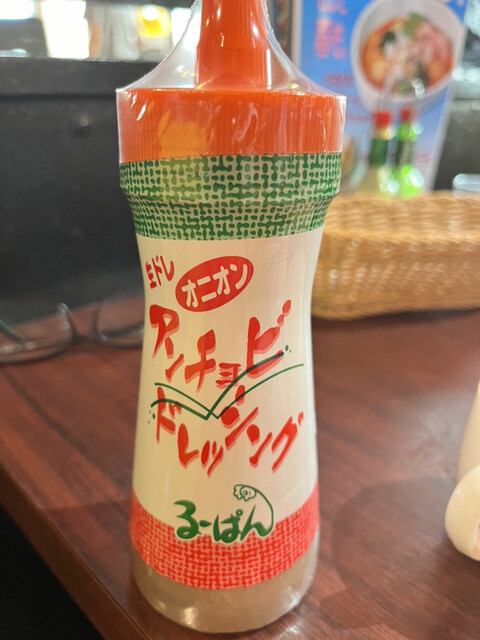 生ドレ
オニオン
アンチョビ
ドレッシング
るーぱん